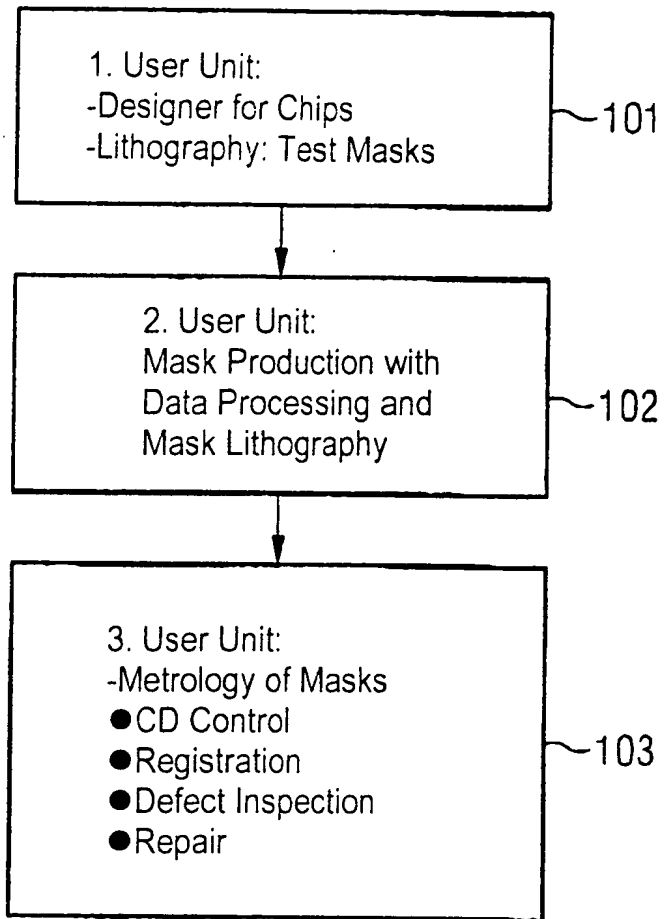 1. User Unit:
-Designer for Chips
-Lithography: Test Masks
101
2. User Unit:
Mask Production with
Data Processing and
Mask Lithography
102
3. User Unit:
-Metrology of Masks
●CD Control
●Registration
●Defect Inspection
●Repair
103